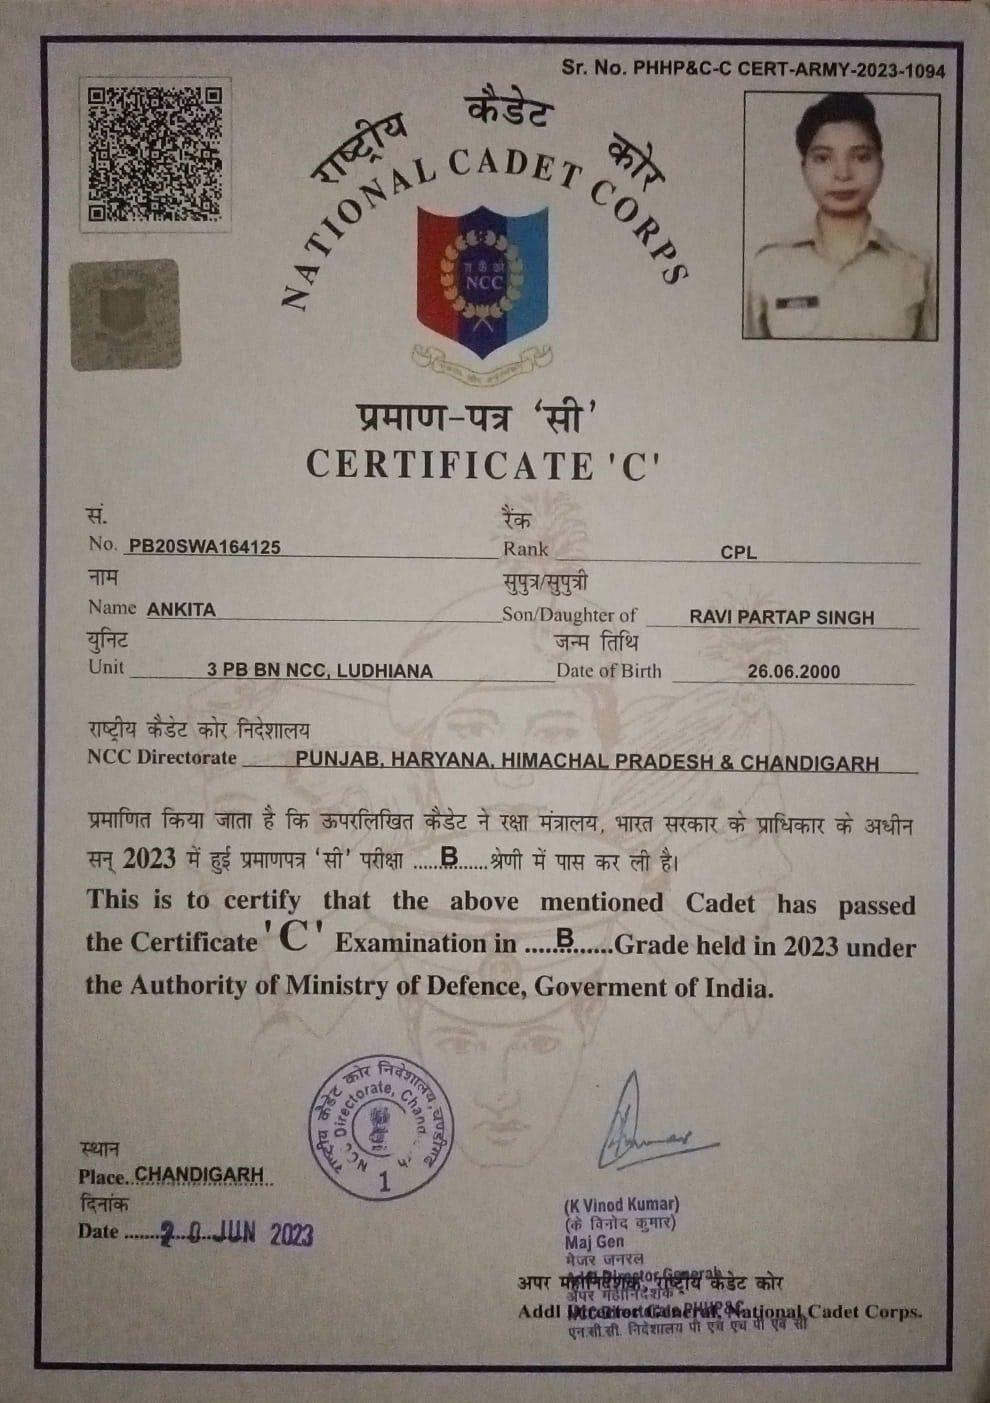 Sr. No. PHHP&C-C CERT-ARMY-2023-1094
राष्ट्रीय कैडेट कोर
NATIONAL CADET CORPS
रा कै को
NCC
प्रमाण-पत्र ‘सी’
CERTIFICATE 'C'
सं.
No. PB20SWA164125
रैंक
Rank CPL
नाम
Name ANKITA
सुपुत्र/सुपुत्री
Son/Daughter of RAVI PARTAP SINGH
युनिट
Unit 3 PB BN NCC, LUDHIANA
जन्म तिथि
Date of Birth 26.06.2000
राष्ट्रीय कैडेट कोर निदेशालय
NCC Directorate PUNJAB, HARYANA, HIMACHAL PRADESH & CHANDIGARH
प्रमाणित किया जाता है कि ऊपरलिखित कैडेट ने रक्षा मंत्रालय, भारत सरकार के प्राधिकार के अधीन
सन् 2023 में हुई प्रमाणपत्र ‘सी’ परीक्षा .....B......श्रेणी में पास कर ली है।
This is to certify that the above mentioned Cadet has passed
the Certificate 'C' Examination in .....B......Grade held in 2023 under
the Authority of Ministry of Defence, Goverment of India.
राष्ट्रीय कैडेट कोर निदेशालय, चण्डीगढ़
NCC Directorate,
1
स्थान
Place. CHANDIGARH
दिनांक
Date ....... 20 JUN 2023
(K Vinod Kumar)
(के विनोद कुमार)
Maj Gen
मेजर जनरल
Addl Director General
अपर महानिदेशक, राष्ट्रीय कैडेट कोर
अपर महानिदेशक
Addl Director General, National Cadet Corps.
एन.सी.सी. निदेशालय पी एच एच पी एवं सी